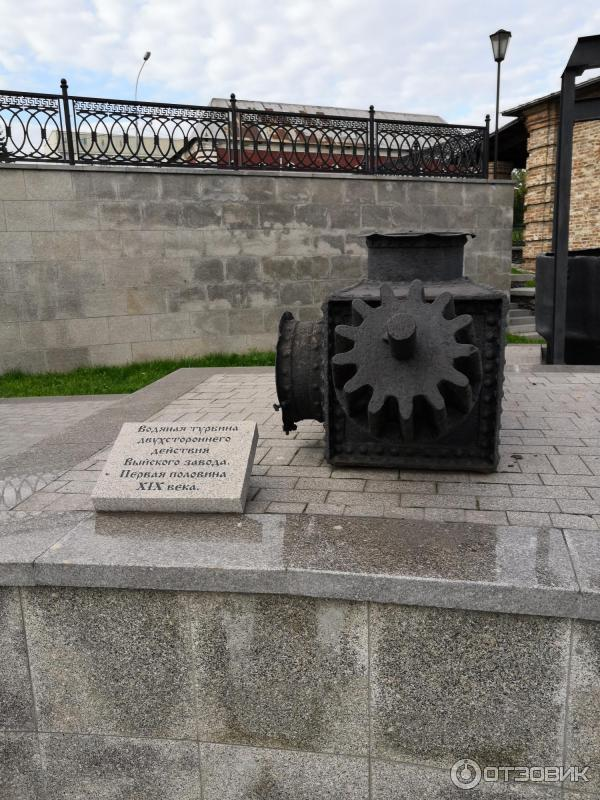 Водяная турбина
двухстороннего
действия
Выйского завода.
Первая половина
XIX века.
ОТЗОВИК